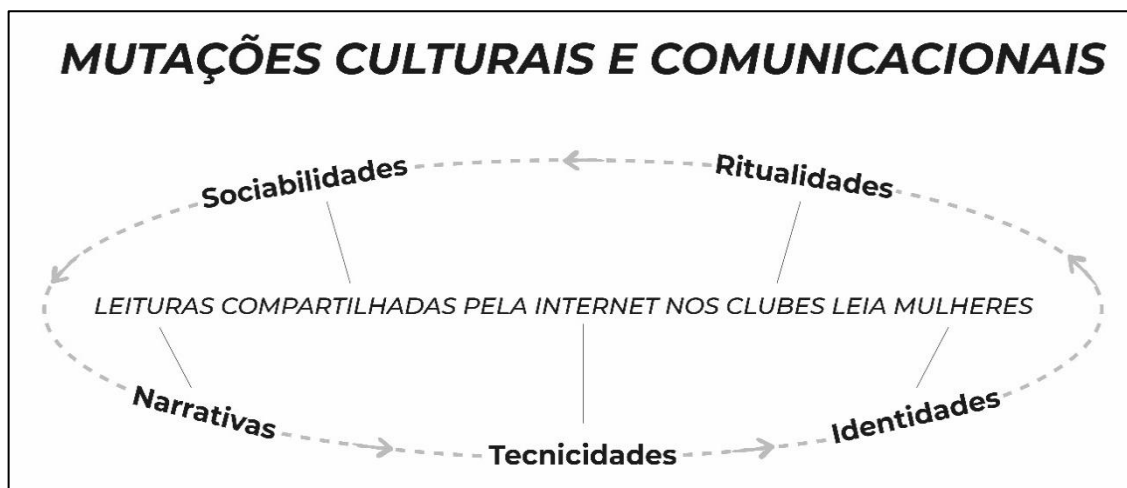 MUTAÇÕES CULTURAIS E COMUNICACIONAIS
Sociabilidades
Ritualidades
LEITURAS COMPARTILHADAS PELA INTERNET NOS CLUBES LEIA MULHERES
Narrativas
Tecnicidades
Identidades